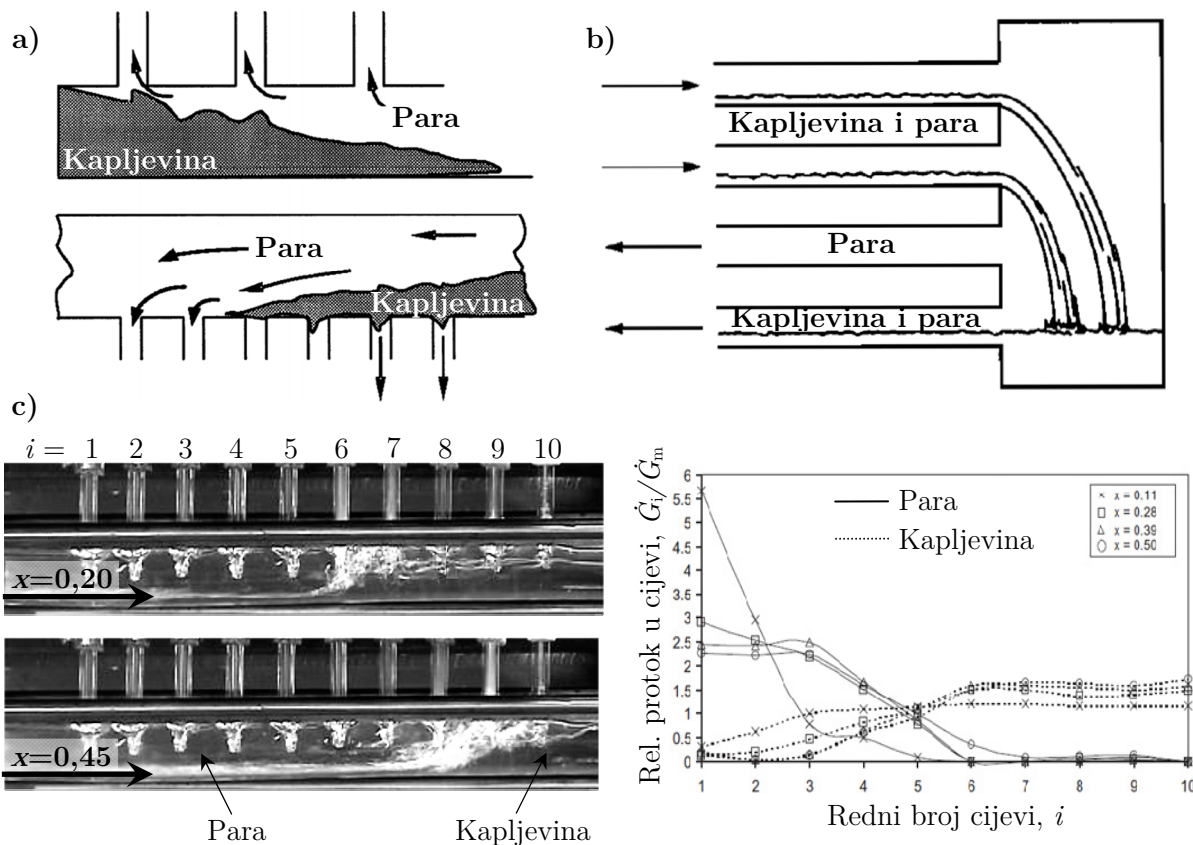 a)
Para
Kapljevina
Para
Kapljevina
b)
Kapljevina i para
Para
Kapljevina i para
c)
i = 1 2 3 4 5 6 7 8 9 10
x=0,20
x=0,45
Para
Kapljevina
Rel. protok u cijevi, Ġi/Ġm
6
5.5
5
4.5
4
3.5
3
2.5
2
1.5
1
0.5
0
Para
Kapljevina
x = 0.11
x = 0.28
x = 0.39
x = 0.50
1 2 3 4 5 6 7 8 9 10
Redni broj cijevi, i